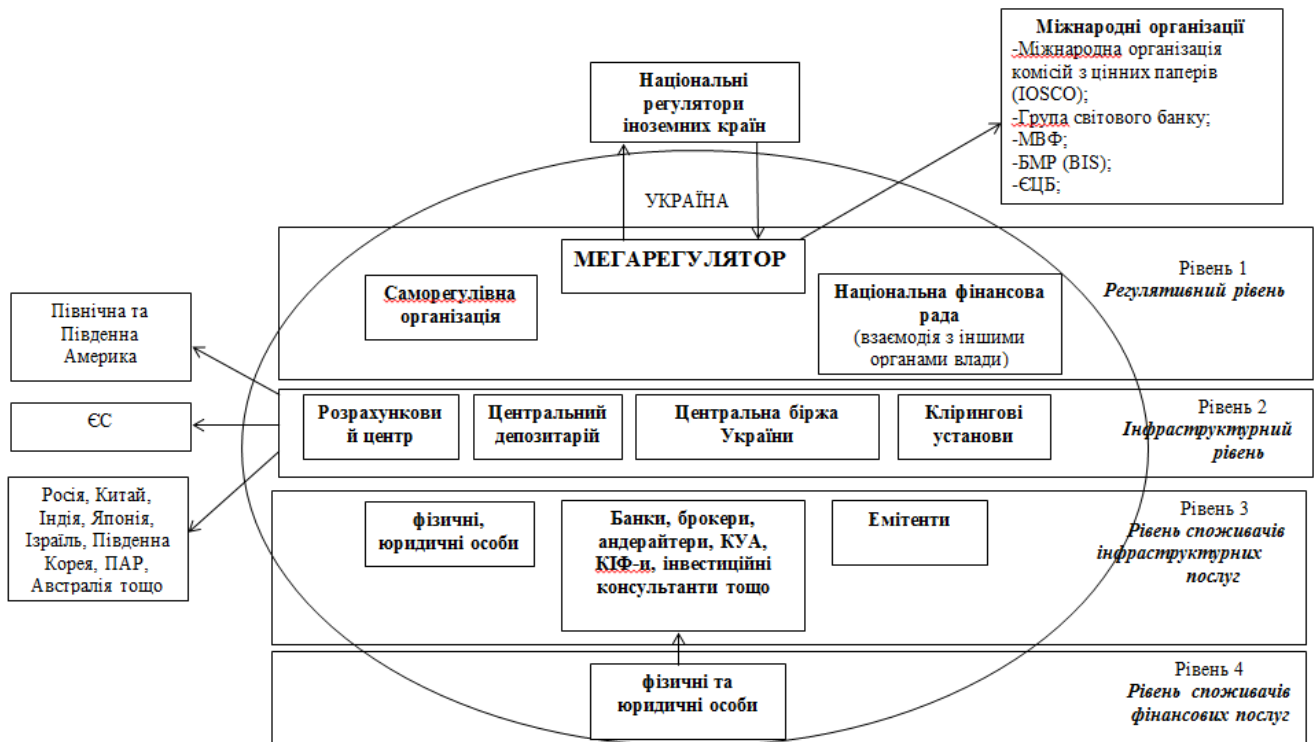 Міжнародні організації
-Міжнародна організація
комісій з цінних паперів
(IOSCO);
-Група світового банку;
-МВФ;
-БМР (BIS);
-ЄЦБ;
Національні
регулятори
іноземних країн
УКРАЇНА
МЕГАРЕГУЛЯТОР
Саморегулівна
організація
Національна фінансова
рада
(взаємодія з іншими
органами влади)
Рівень 1
Регулятивний рівень
Північна та
Південна
Америка
ЄС
Росія, Китай,
Індія, Японія,
Ізраїль, Південна
Корея, ПАР,
Австралія тощо
Розрахункови
й центр
Центральний
депозитарій
Центральна біржа
України
Клірингові
установи
Рівень 2
Інфраструктурний
рівень
фізичні,
юридичні особи
Банки, брокери,
андерайтери, КУА,
КІФ-и, інвестиційні
консультанти тощо
Емітенти
Рівень 3
Рівень споживачів
інфраструктурних
послуг
фізичні та
юридичні особи
Рівень 4
Рівень споживачів
фінансових послуг